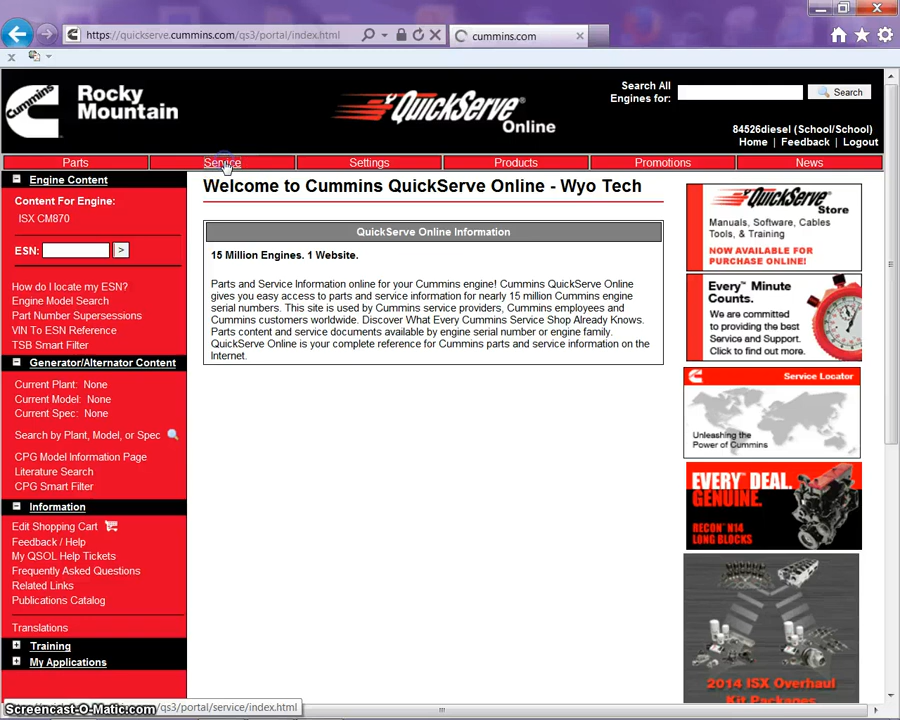 https://quickserve.cummins.com/qs3/portal/index.html
cummins.com
Cummins
Rocky
Mountain
QuickServe
Online
Search All
Engines for:
Search
84526diesel (School/School)
Home | Feedback | Logout
Parts
Service
Settings
Products
Promotions
News
Engine Content
Content For Engine:
ISX CM870
ESN:
>
How do I locate my ESN?
Engine Model Search
Part Number Supersessions
VIN To ESN Reference
TSB Smart Filter
Generator/Alternator Content
Current Plant: None
Current Model: None
Current Spec: None
Search by Plant, Model, or Spec
CPG Model Information Page
Literature Search
CPG Smart Filter
Information
Edit Shopping Cart
Feedback / Help
My QSOL Help Tickets
Frequently Asked Questions
Related Links
Publications Catalog
Translations
Training
My Applications
Welcome to Cummins QuickServe Online - Wyo Tech
QuickServe Online Information
15 Million Engines. 1 Website.
Parts and Service Information online for your Cummins engine! Cummins QuickServe Online
gives you easy access to parts and service information for nearly 15 million Cummins engine
serial numbers. This site is used by Cummins service providers, Cummins employees and
Cummins customers worldwide. Discover What Every Cummins Service Shop Already Knows.
Parts content and service documents available by engine serial number or engine family.
QuickServe Online is your complete reference for Cummins parts and service information on the
Internet.
QuickServe
Store
Manuals, Software, Cables
Tools, & Training
NOW AVAILABLE FOR
PURCHASE ONLINE!
Every™ Minute
Counts.
We are committed
to providing the best
Service and Support.
Click to find out more.
Service Locator
Unleashing the
Power of Cummins
EVERY™ DEAL.
GENUINE.
RECON® N14
LONG BLOCKS
2014 ISX Overhaul
Kit Packages
Screencast-O-Matic.com
/qs3/portal/service/index.html